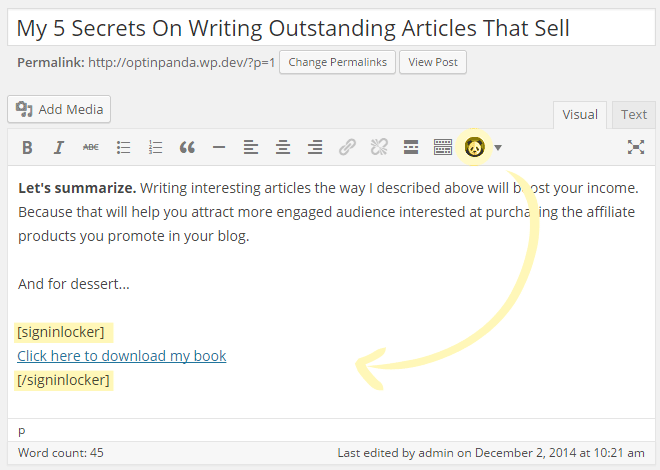 My 5 Secrets On Writing Outstanding Articles That Sell
Permalink: http://optinpanda.wp.dev/?p=1 Change Permalinks View Post
Add Media
Visual Text
B I ABC
Let's summarize. Writing interesting articles the way I described above will boost your income.
Because that will help you attract more engaged audience interested at purchasing the affiliate
products you promote in your blog.
And for dessert...
[signinlocker]
Click here to download my book
[/signinlocker]
p
Word count: 45 Last edited by admin on December 2, 2014 at 10:21 am